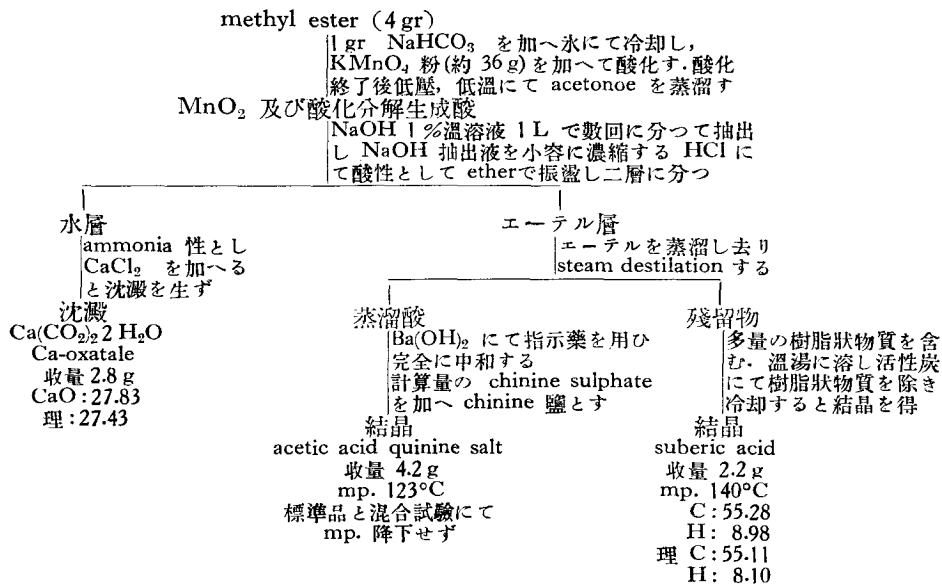 methyl ester (4 gr)
1 gr NaHCO₃ を加へ氷にて冷却し,
KMnO₄ 粉(約 36 g)を加へて酸化す.酸化
終了後低壓, 低溫にて acetonoe を蒸溜す
MnO₂ 及び酸化分解生成酸
NaOH 1 %溫溶液 1 L で數回に分つて抽出
し NaOH 抽出液を小容に濃縮する HCl に
て酸性として etherで振盪し二層に分つ
水層
ammonia 性とし
CaCl₂ を加へる
と沈澱を生ず
沈澱
Ca(CO₂)₂ 2 H₂O
Ca-oxatale
收量 2.8 g
CaO : 27.83
理 : 27.43
エーテル層
エーテルを蒸溜し去り
steam destilation する
蒸溜酸
Ba(OH)₂ にて指示藥を用ひ
完全に中和する
計算量の chinine sulphate
を加へ chinine 鹽とす
結晶
acetic acid quinine salt
收量 4.2 g
mp. 123°C
標準品と混合試驗にて
mp. 降下せず
殘留物
多量の樹脂狀物質を含
む. 溫湯に溶し活性炭
にて樹脂狀物質を除き
冷却すると結晶を得
結晶
suberic acid
收量 2.2 g
mp. 140°C
C : 55.28
H : 8.98
理 C : 55.11
H : 8.10